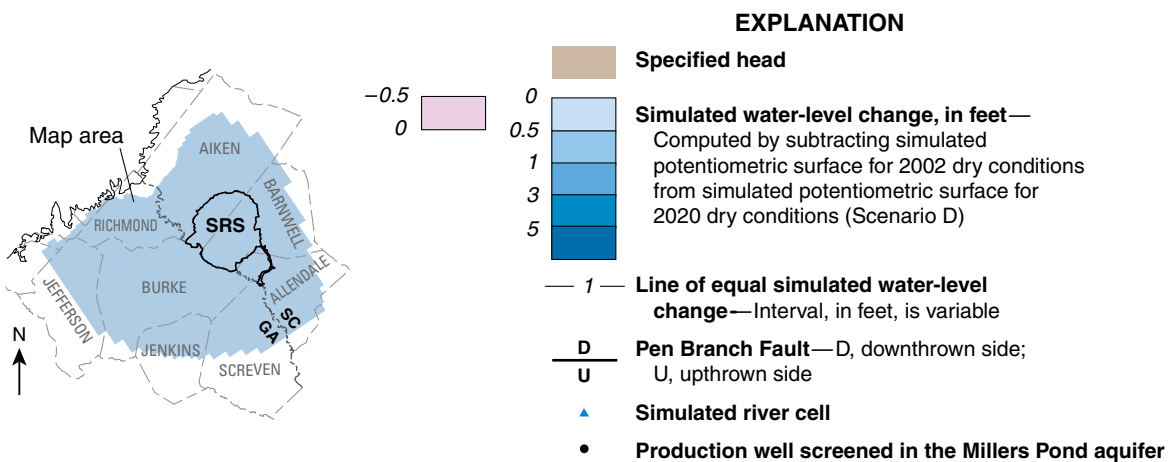 EXPLANATION
Specified head
−0.5
0
0
0.5
1
3
5
Simulated water-level change, in feet—
Computed by subtracting simulated
potentiometric surface for 2002 dry conditions
from simulated potentiometric surface for
2020 dry conditions (Scenario D)
1
Line of equal simulated water-level
change—Interval, in feet, is variable
D
U
Pen Branch Fault—D, downthrown side;
U, upthrown side
Simulated river cell
Production well screened in the Millers Pond aquifer
Map area
AIKEN
BARNWELL
RICHMOND
SRS
BURKE
ALLENDALE
JEFFERSON
SC
GA
JENKINS
SCREVEN
N